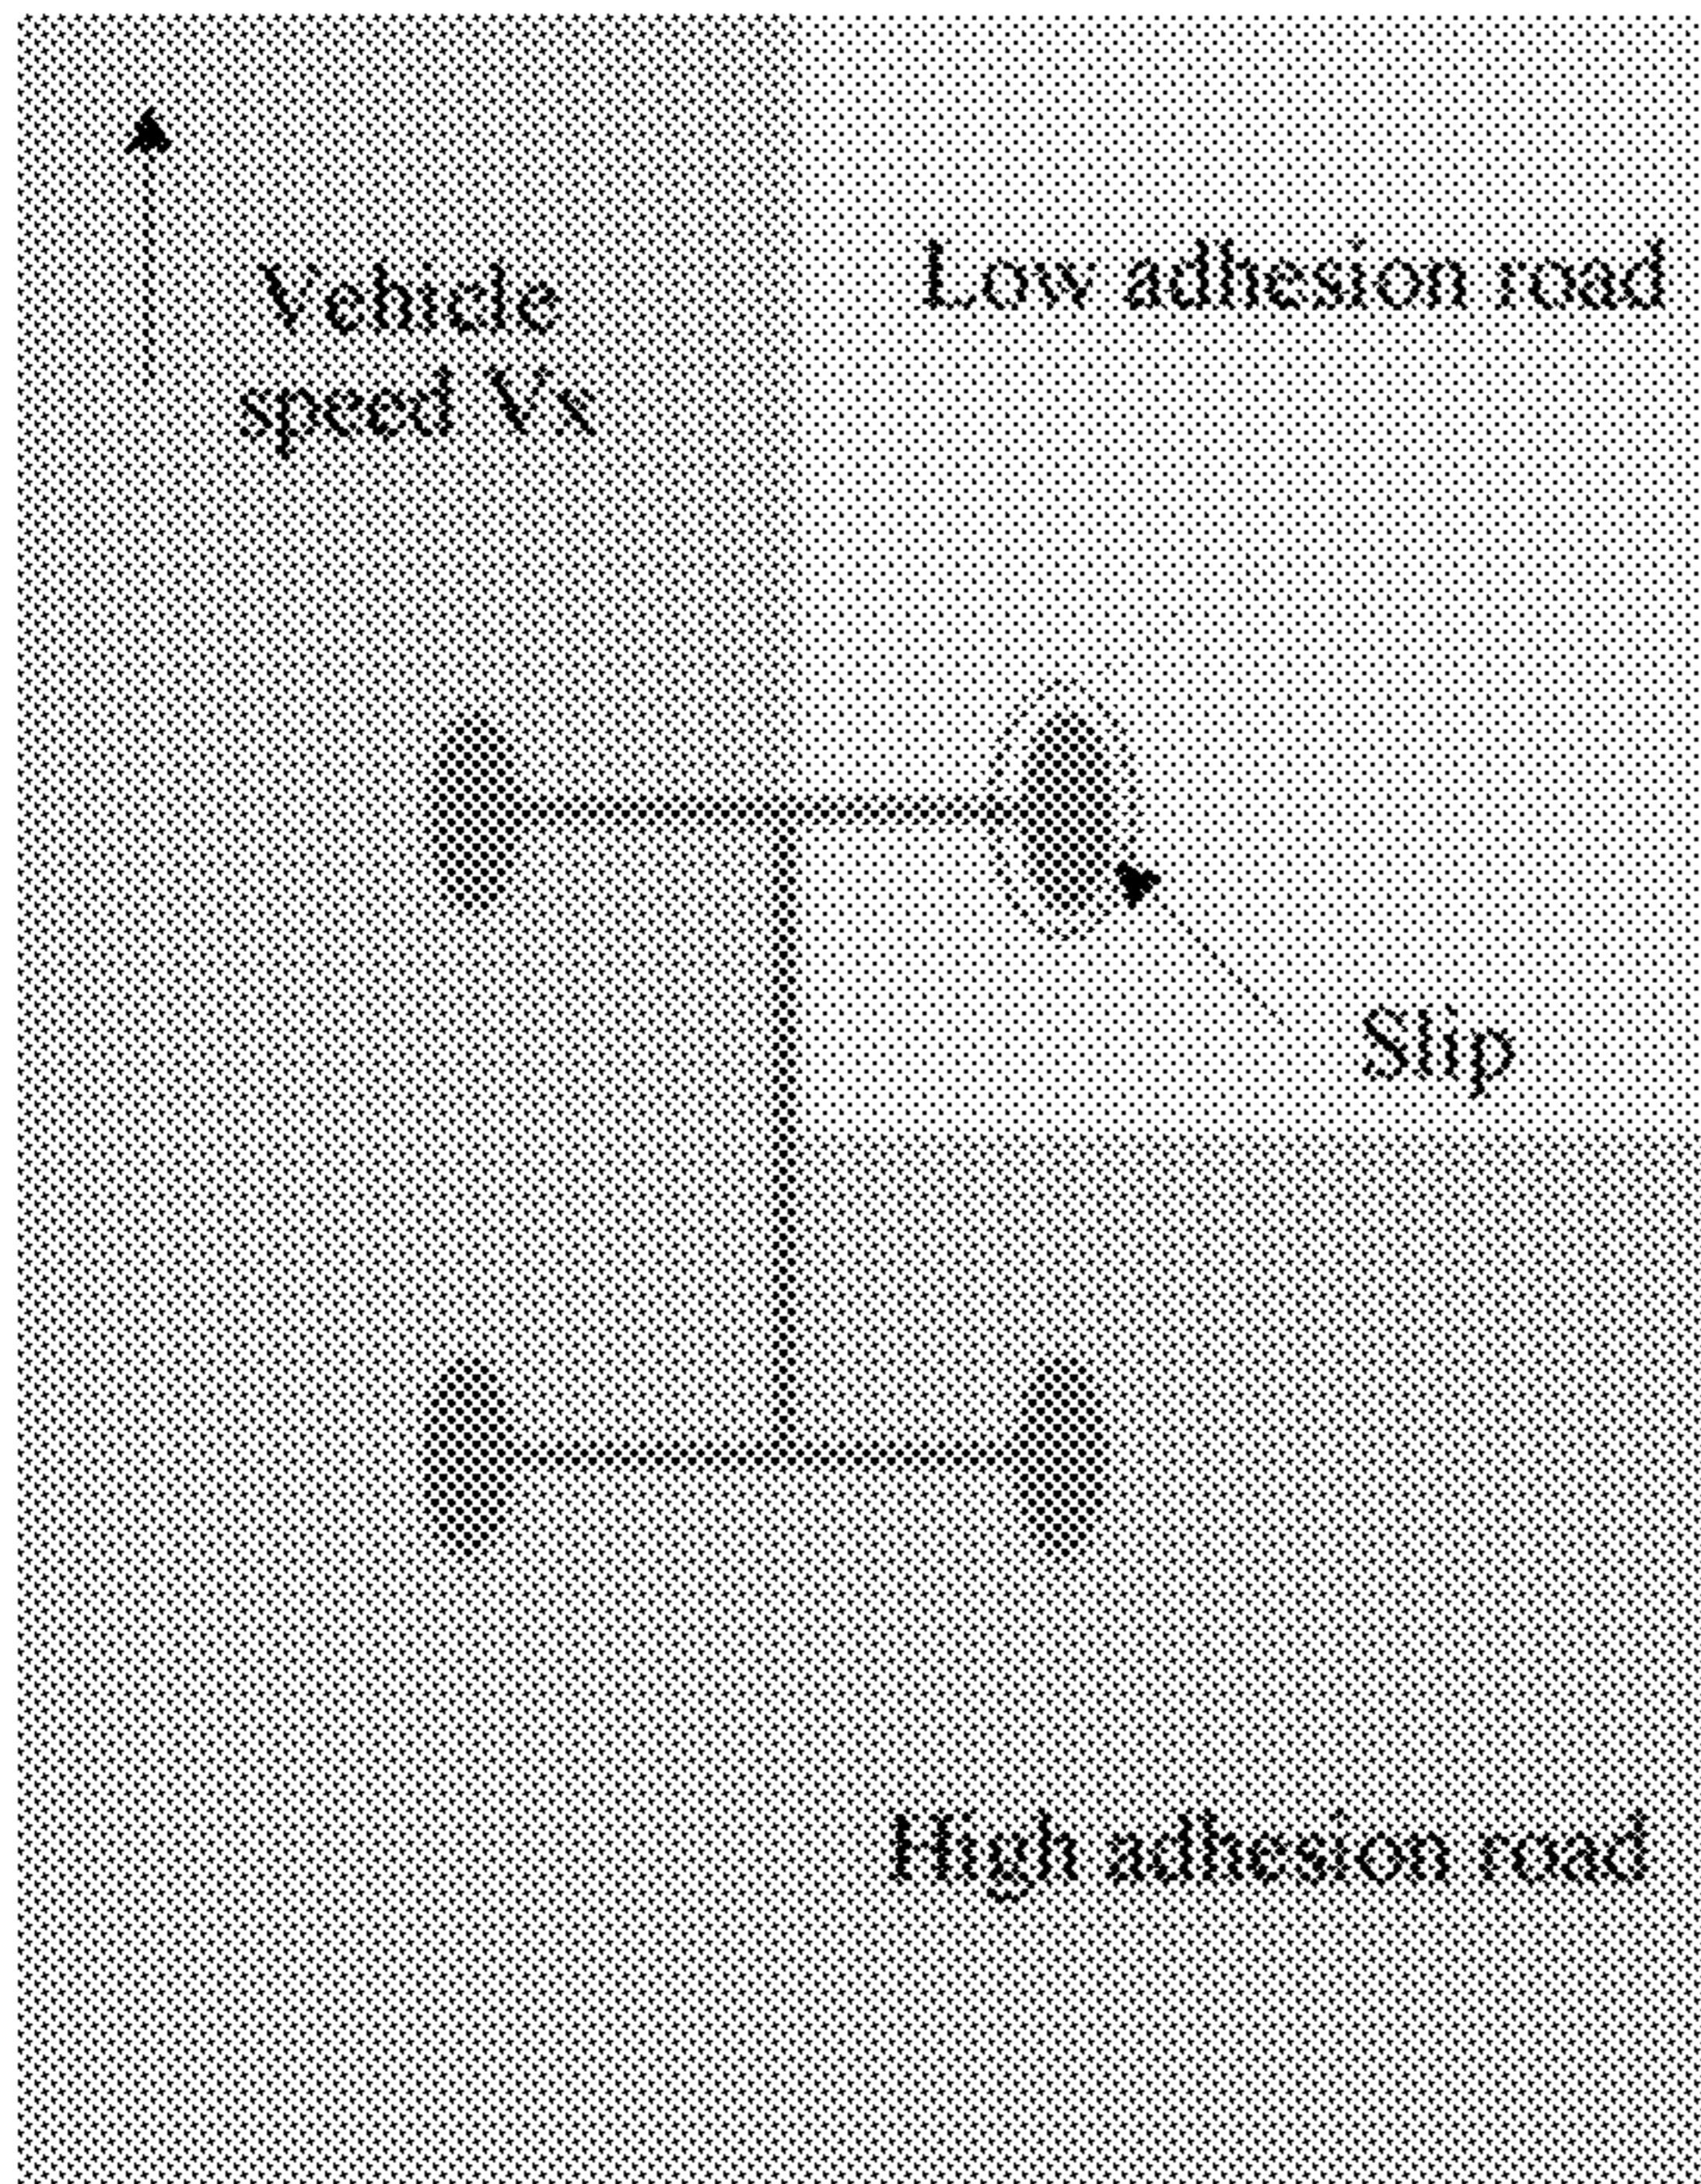 Vehicle
speed Vx
Low adhesion road
Slip
High adhesion road